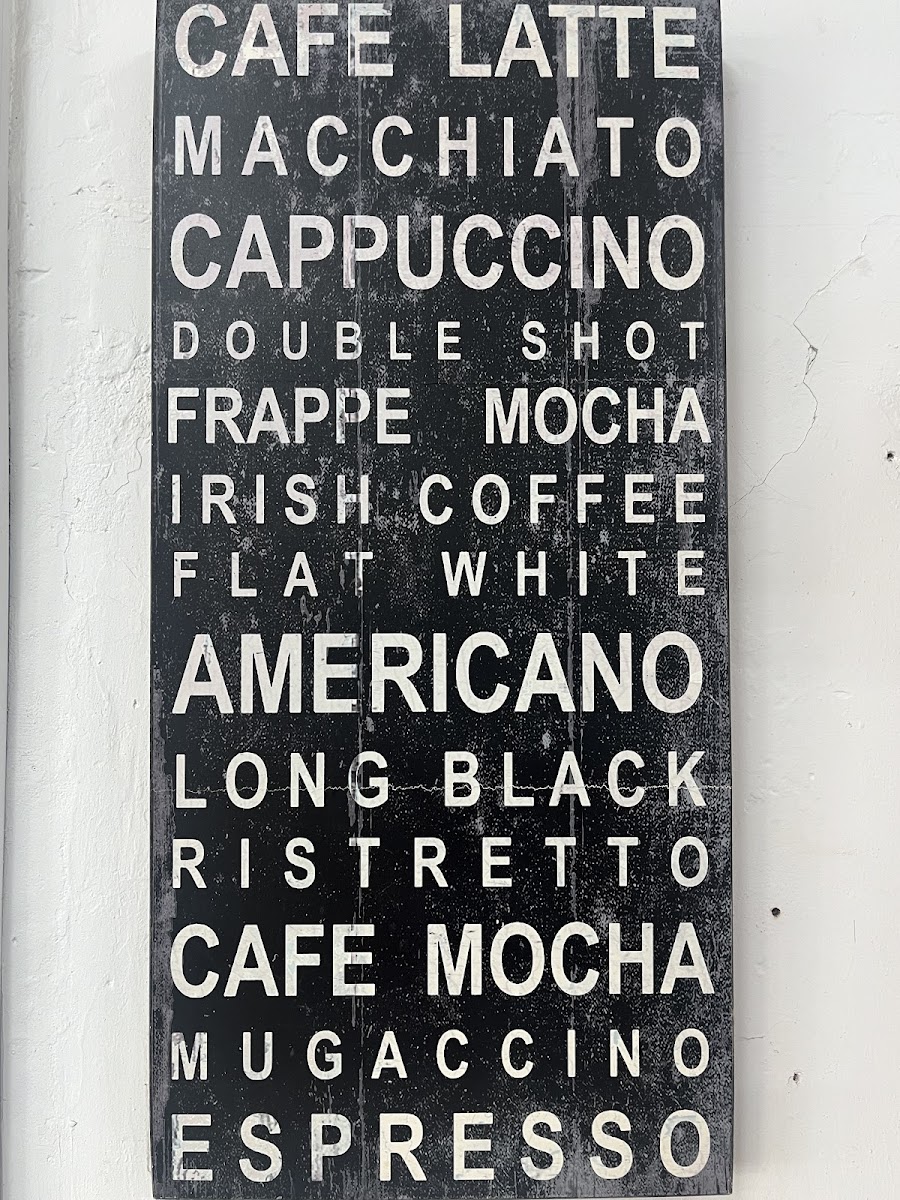 CAFE LATTE
MACCHIATO
CAPPUCCINO
DOUBLE SHOT
FRAPPE MOCHA
IRISH COFFEE
FLAT WHITE
AMERICANO
LONG BLACK
RISTRETTO
CAFE MOCHA
MUGACCINO
ESPRESSO